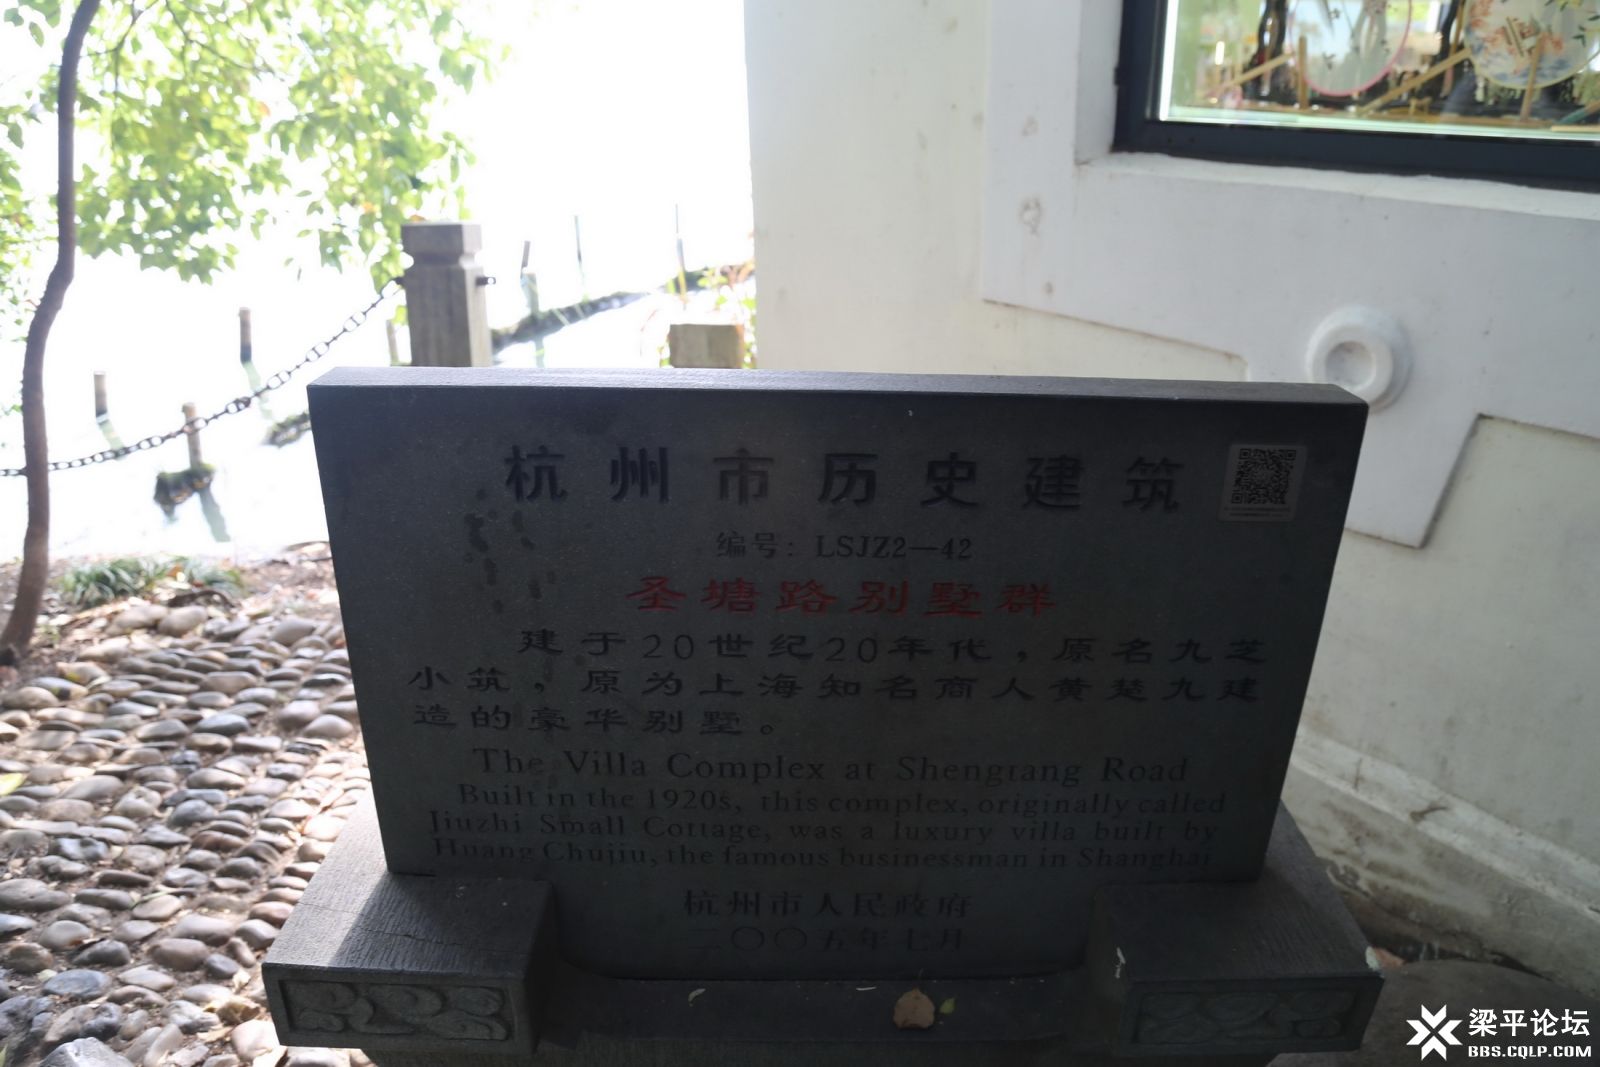 杭州市历史建筑
编号：LSJZ2—42
圣塘路别墅群
建于20世纪20年代，原名九芝
小筑，原为上海知名商人黄楚九建
造的豪华别墅。
The Villa Complex at Shengtang Road
Built in the 1920s, this complex, originally called
Jiuzhi Small Cottage, was a luxury villa built by
Huang Chujiu, the famous businessman in Shanghai
杭州市人民政府
二〇〇五年七月
梁平论坛
BBS.CQLP.COM